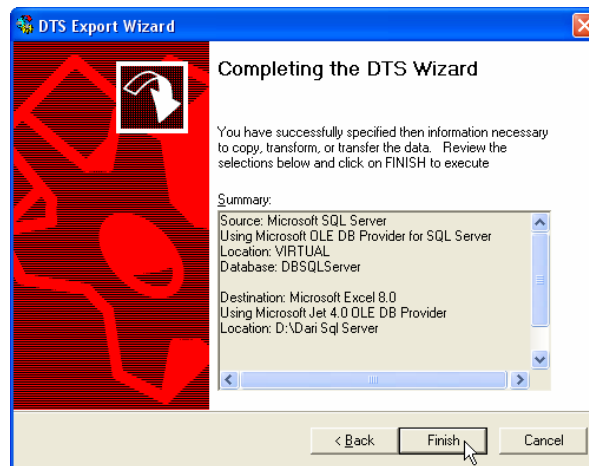 DTS Export Wizard
Completing the DTS Wizard
You have successfully specified then information necessary
to copy, transform, or transfer the data.  Review the
selections below and click on FINISH to execute
Summary:
Source: Microsoft SQL Server
Using Microsoft OLE DB Provider for SQL Server
Location: VIRTUAL
Database: DBSQLServer
Destination: Microsoft Excel 8.0
Using Microsoft Jet 4.0 OLE DB Provider
Location: D:\Dari Sql Server
< Back
Finish
Cancel